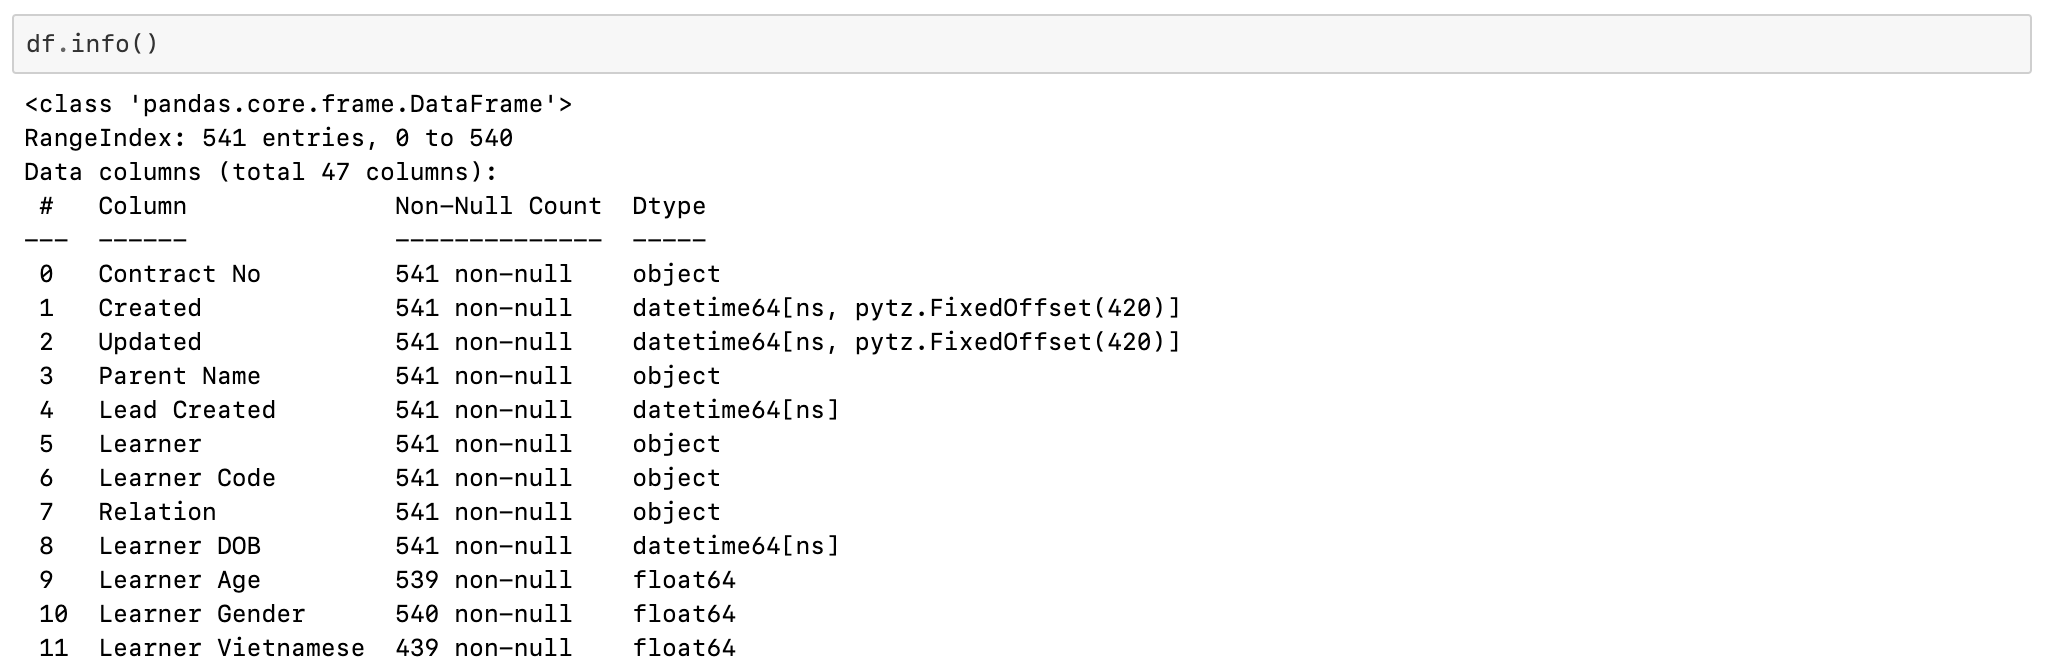 df.info()
<class 'pandas.core.frame.DataFrame'>
RangeIndex: 541 entries, 0 to 540
Data columns (total 47 columns):
 #   Column              Non-Null Count  Dtype
---  ------              --------------  -----
 0   Contract No         541 non-null    object
 1   Created             541 non-null    datetime64[ns, pytz.FixedOffset(420)]
 2   Updated             541 non-null    datetime64[ns, pytz.FixedOffset(420)]
 3   Parent Name         541 non-null    object
 4   Lead Created        541 non-null    datetime64[ns]
 5   Learner             541 non-null    object
 6   Learner Code        541 non-null    object
 7   Relation            541 non-null    object
 8   Learner DOB         541 non-null    datetime64[ns]
 9   Learner Age         539 non-null    float64
 10  Learner Gender      540 non-null    float64
 11  Learner Vietnamese  439 non-null    float64